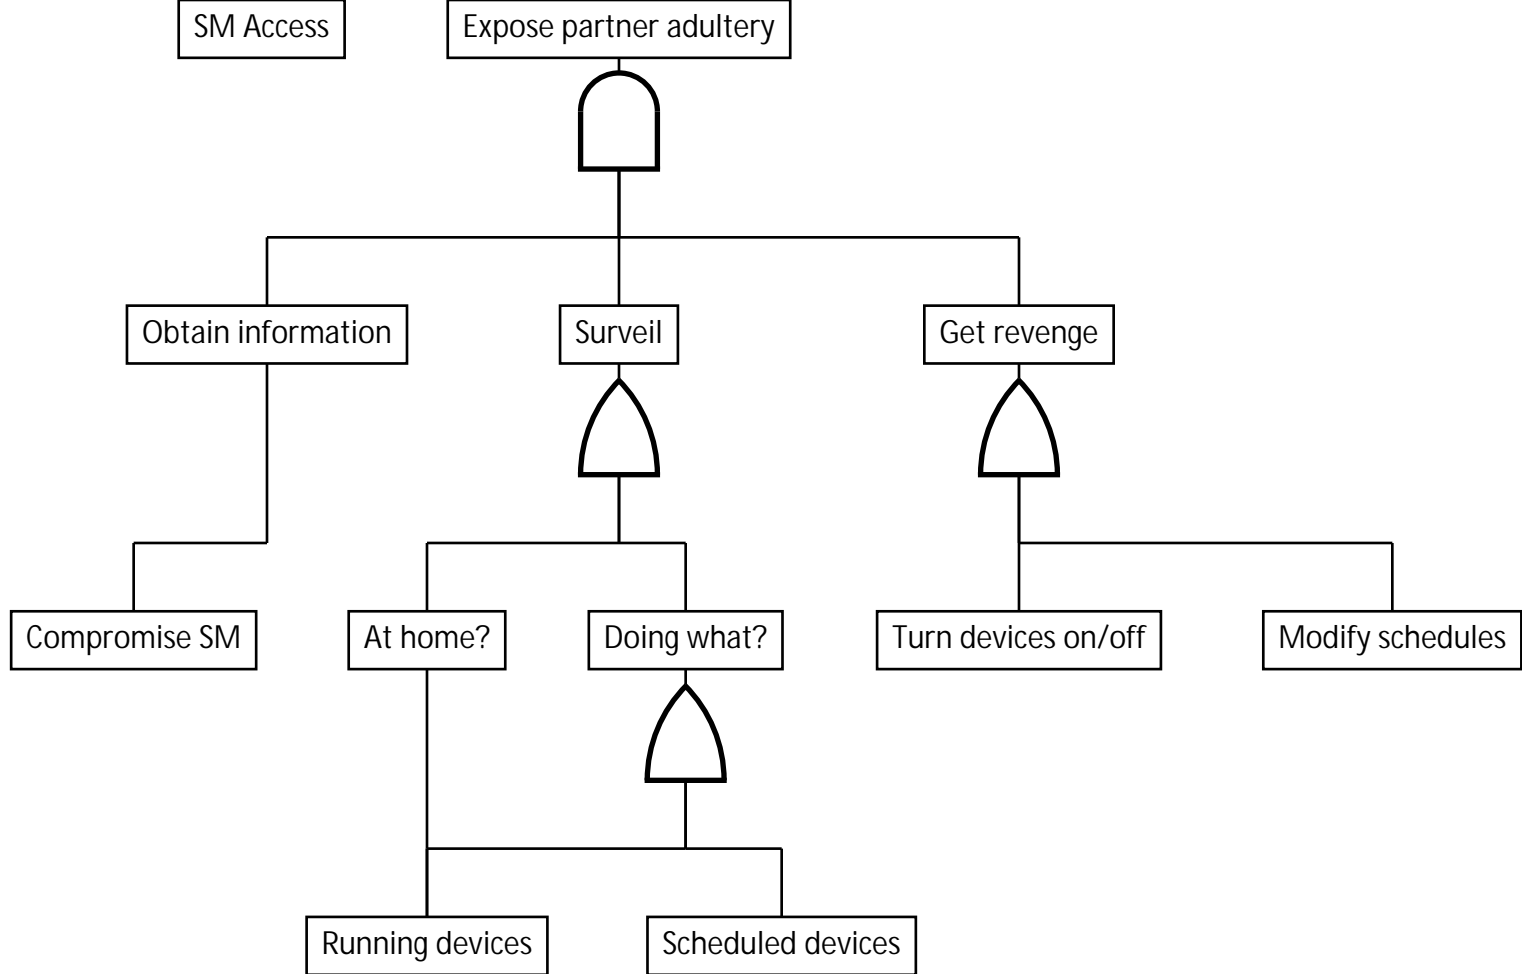 SM Access
Expose partner adultery
Obtain information
Surveil
Get revenge
Compromise SM
At home?
Doing what?
Turn devices on/off
Modify schedules
Running devices
Scheduled devices